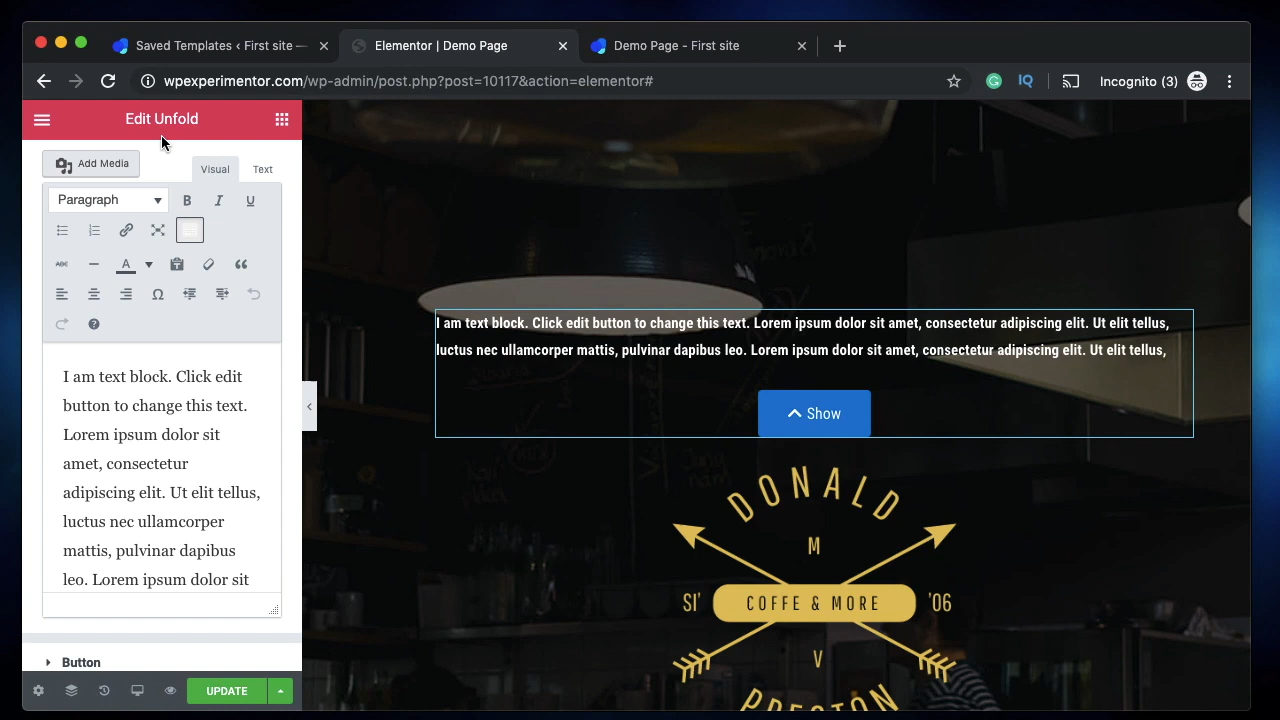 Saved Templates ‹ First site —
Elementor | Demo Page
Demo Page - First site
wpexperimentor.com/wp-admin/post.php?post=10117&action=elementor#
IQ
Incognito (3)
Edit Unfold
Add Media
Visual
Text
Paragraph
B I U
ABC
A
I am text block. Click edit
button to change this text.
Lorem ipsum dolor sit
amet, consectetur
adipiscing elit. Ut elit tellus,
luctus nec ullamcorper
mattis, pulvinar dapibus
leo. Lorem ipsum dolor sit
Button
UPDATE
I am text block. Click edit button to change this text. Lorem ipsum dolor sit amet, consectetur adipiscing elit. Ut elit tellus,
luctus nec ullamcorper mattis, pulvinar dapibus leo. Lorem ipsum dolor sit amet, consectetur adipiscing elit. Ut elit tellus,
Show
DONALD
M
SI' COFFE & MORE '06
V
PRESTON